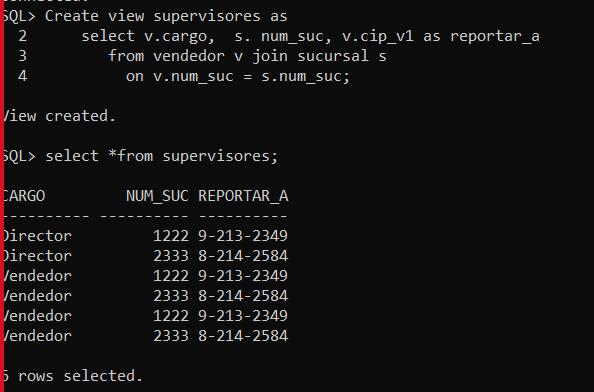 SQL> Create view supervisores as
2 select v.cargo, s. num_suc, v.cip_v1 as reportar_a
3 from vendedor v join sucursal s
4 on v.num_suc = s.num_suc;
View created.
SQL> select *from supervisores;
CARGO NUM_SUC REPORTAR_A
---------- ---------- ----------
Director 1222 9-213-2349
Director 2333 8-214-2584
Vendedor 1222 9-213-2349
Vendedor 2333 8-214-2584
Vendedor 1222 9-213-2349
Vendedor 2333 8-214-2584
6 rows selected.